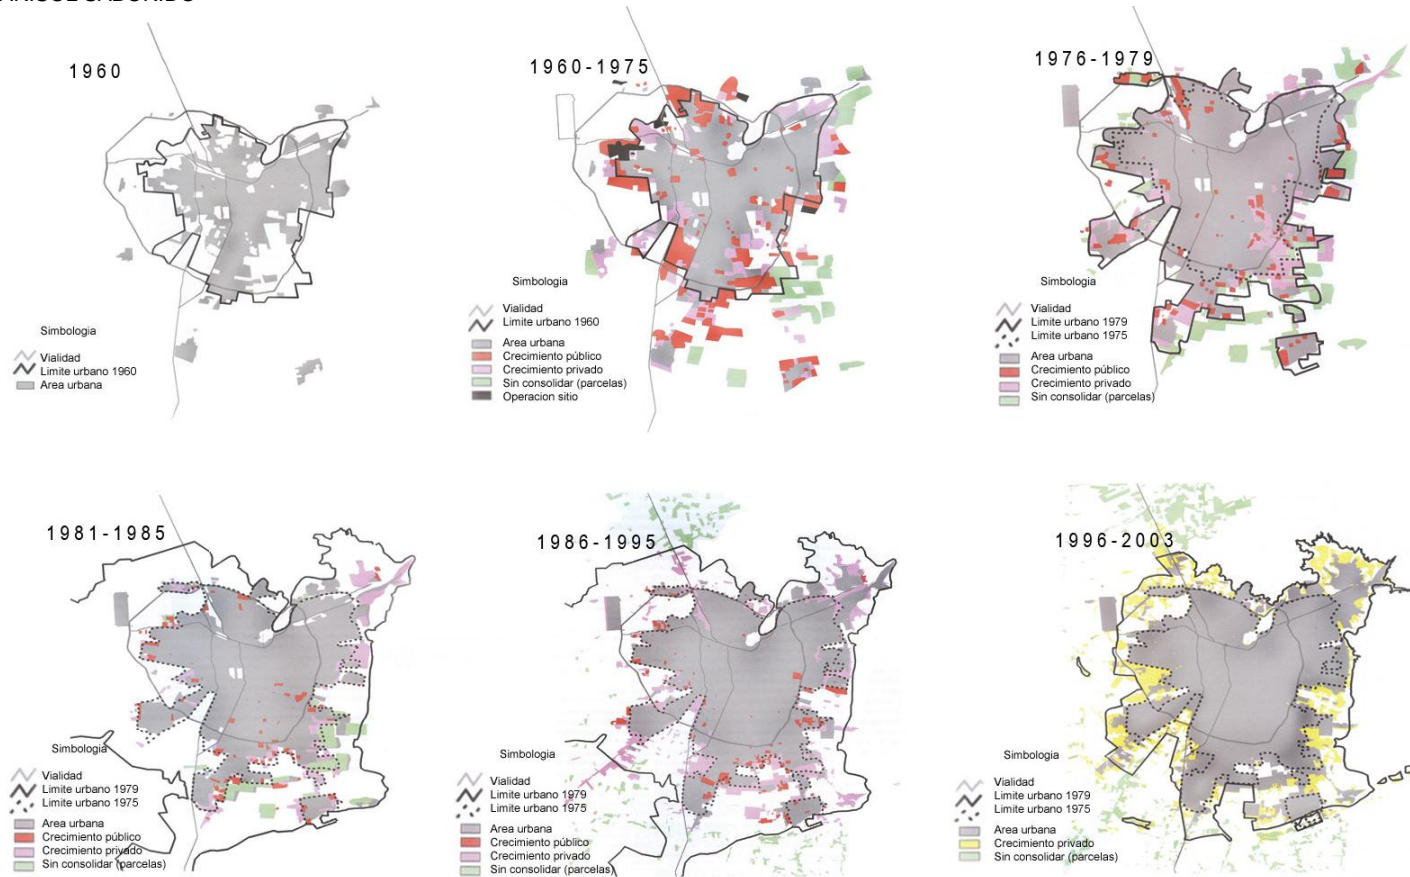 1960
Simbologia
Vialidad
Limite urbano 1960
Area urbana
1960-1975
Simbologia
Vialidad
Limite urbano 1960
Area urbana
Crecimiento público
Crecimiento privado
Sin consolidar (parcelas)
Operacion sitio
1976-1979
Simbologia
Vialidad
Limite urbano 1979
Limite urbano 1975
Area urbana
Crecimiento público
Crecimiento privado
Sin consolidar (parcelas)
1981-1985
Simbologia
Vialidad
Limite urbano 1979
Limite urbano 1975
Area urbana
Crecimiento público
Crecimiento privado
Sin consolidar (parcelas)
1986-1995
Simbologia
Vialidad
Limite urbano 1979
Limite urbano 1975
Area urbana
Crecimiento público
Crecimiento privado
Sin consolidar (parcelas)
1996-2003
Simbologia
Vialidad
Limite urbano 1979
Limite urbano 1975
Area urbana
Crecimiento privado
Sin consolidar (parcelas)